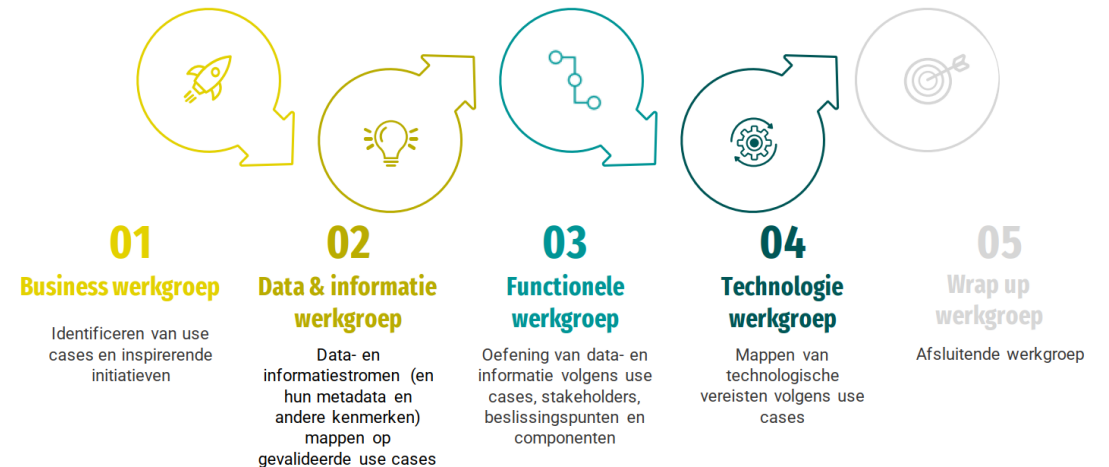 01
Business werkgroep
Identificeren van use
cases en inspirerende
initiatieven
02
Data & informatie
werkgroep
Data- en
informatiestromen (en
hun metadata en
andere kenmerken)
mappen op
gevalideerde use cases
03
Functionele
werkgroep
Oefening van data- en
informatie volgens use
cases, stakeholders,
beslissingspunten en
componenten
04
Technologie
werkgroep
Mappen van
technologische
vereisten volgens use
cases
05
Wrap up
werkgroep
Afsluitende werkgroep